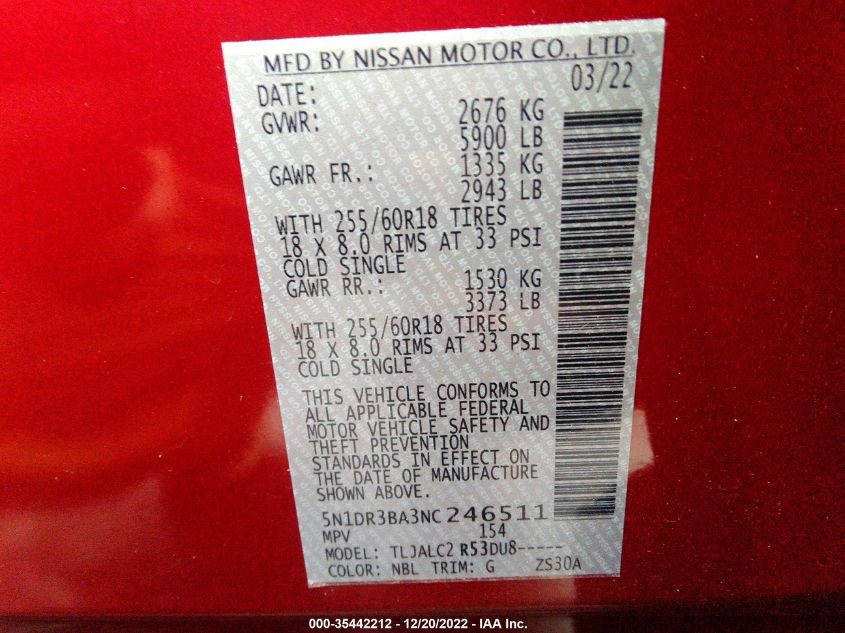 MFD BY NISSAN MOTOR CO., LTD.
DATE: 03/22
GVWR: 2676 KG
5900 LB
GAWR FR.: 1335 KG
2943 LB
WITH 255/60R18 TIRES
18 X 8.0 RIMS AT 33 PSI
COLD SINGLE
GAWR RR.: 1530 KG
3373 LB
WITH 255/60R18 TIRES
18 X 8.0 RIMS AT 33 PSI
COLD SINGLE
THIS VEHICLE CONFORMS TO
ALL APPLICABLE FEDERAL
MOTOR VEHICLE SAFETY AND
THEFT PREVENTION
STANDARDS IN EFFECT ON
THE DATE OF MANUFACTURE
SHOWN ABOVE.
5N1DR3BA3NC246511
MPV 154
MODEL: TLJALC2 R53DU8-----
COLOR: NBL TRIM: G ZS30A
000-35442212 - 12/20/2022 - IAA Inc.